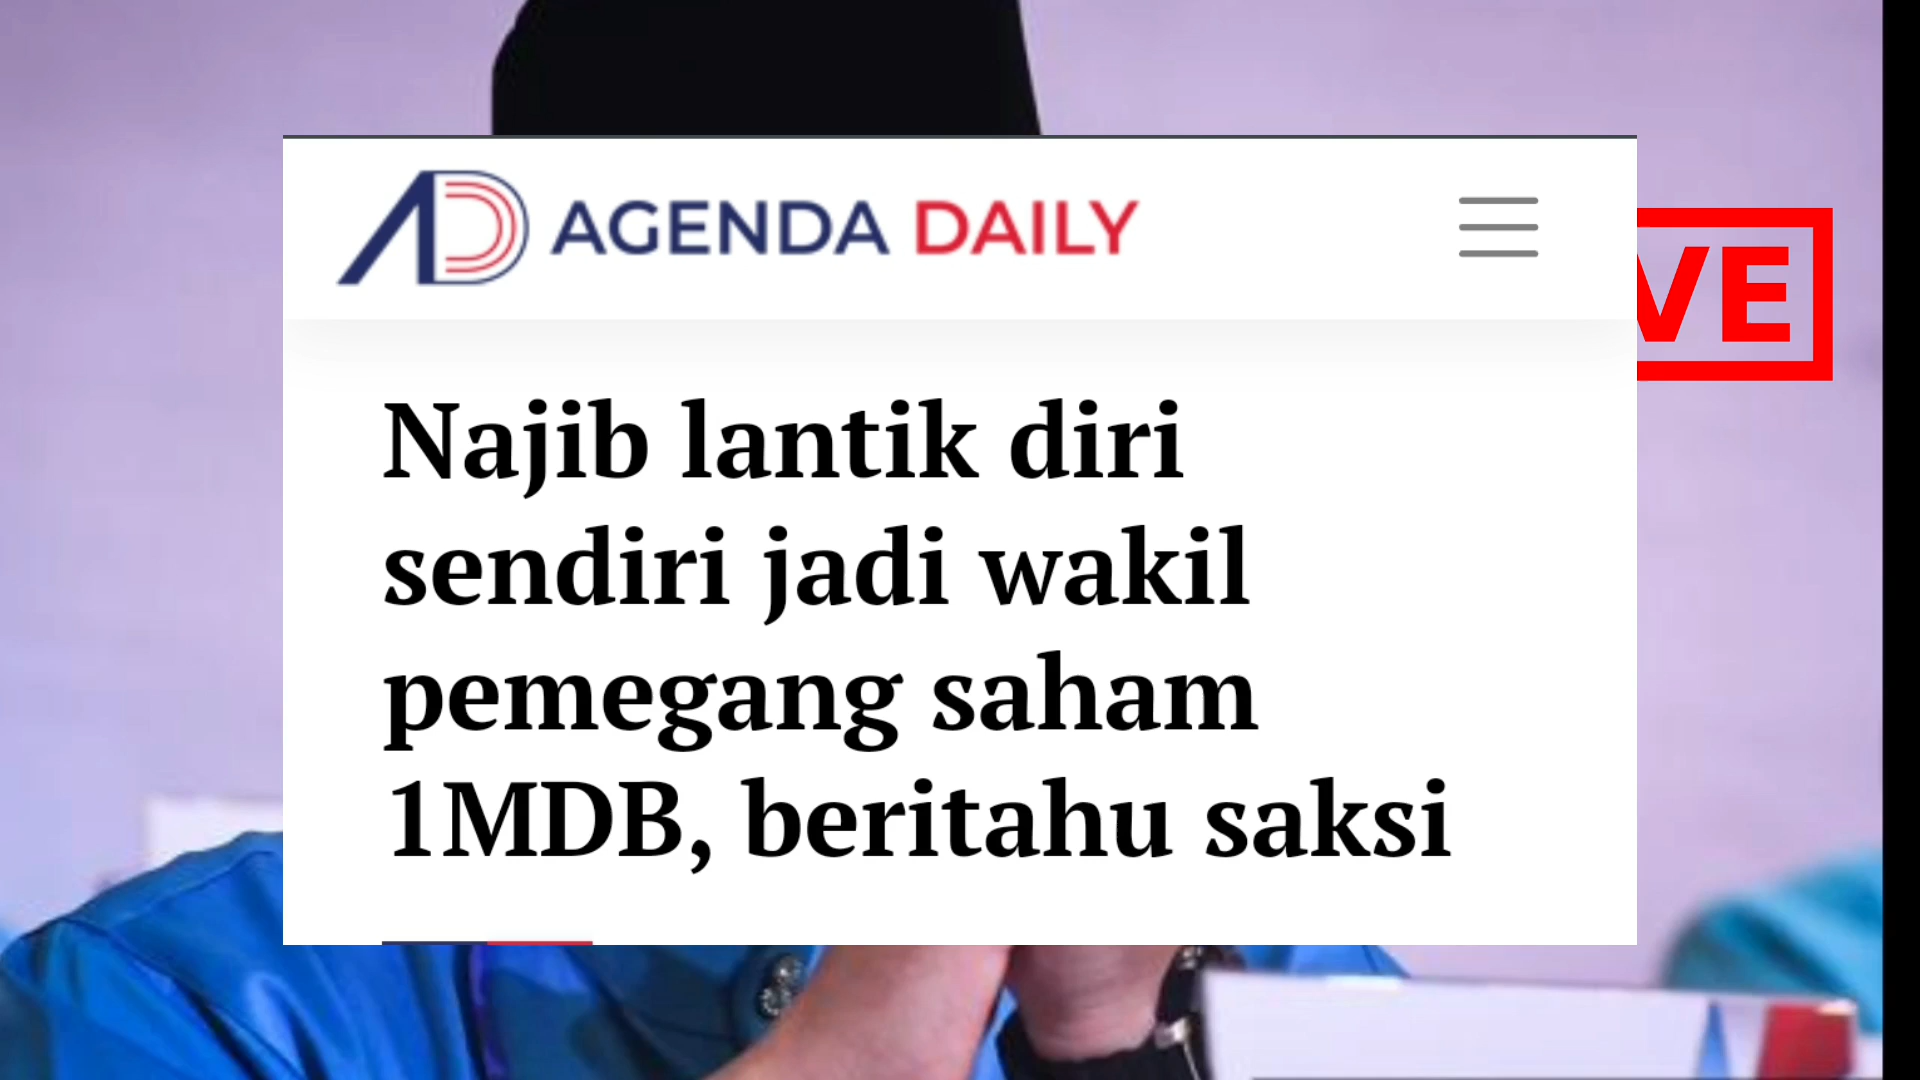 AGENDA DAILY
VE
Najib lantik diri
sendiri jadi wakil
pemegang saham
1MDB, beritahu saksi